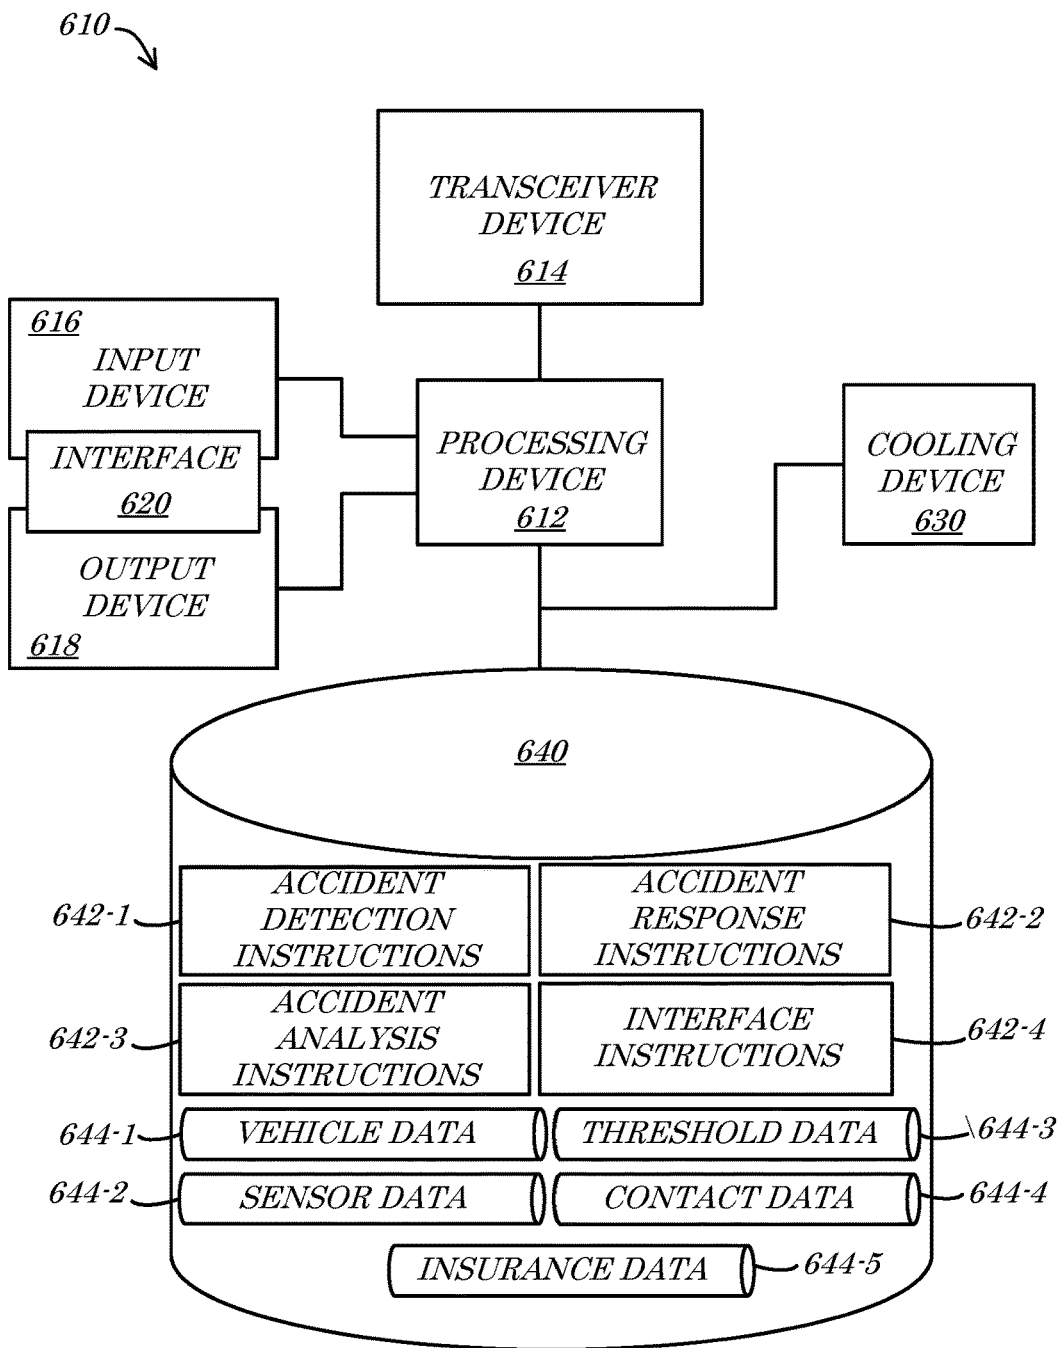 610
TRANSCEIVER
DEVICE
614
616
INPUT
DEVICE
INTERFACE
620
OUTPUT
DEVICE
618
PROCESSING
DEVICE
612
COOLING
DEVICE
630
640
642-1
ACCIDENT
DETECTION
INSTRUCTIONS
ACCIDENT
RESPONSE
INSTRUCTIONS
642-2
642-3
ACCIDENT
ANALYSIS
INSTRUCTIONS
INTERFACE
INSTRUCTIONS
642-4
644-1
VEHICLE DATA
THRESHOLD DATA
\644-3
644-2
SENSOR DATA
CONTACT DATA
644-4
INSURANCE DATA
644-5